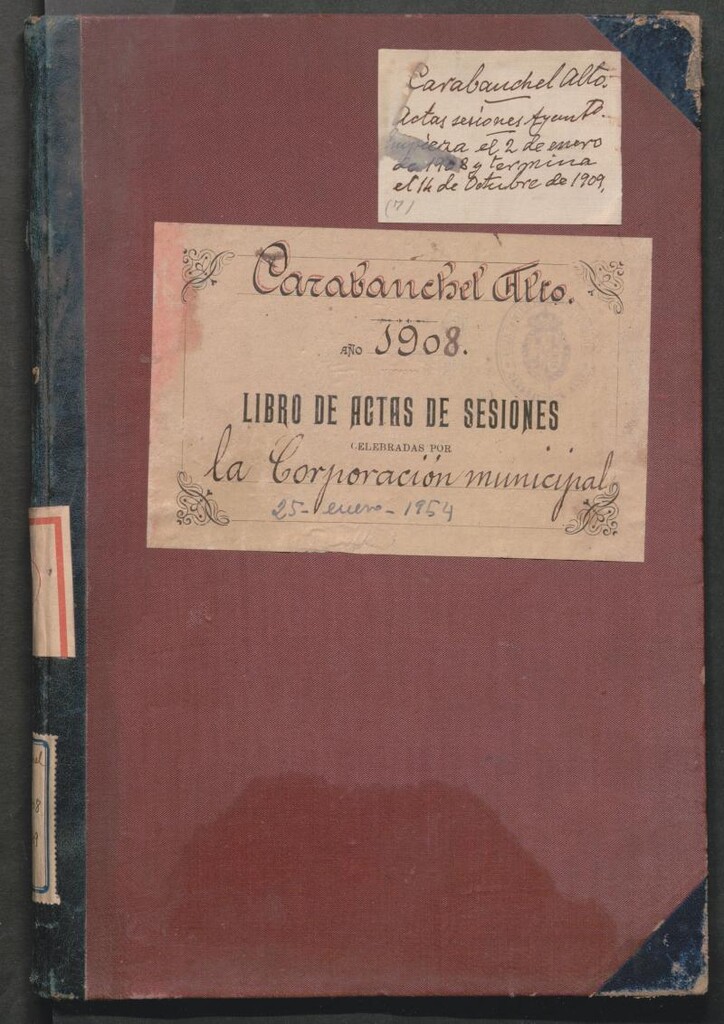 Carabanchel Alto.
Actas sesiones Ayunto.
Empieza el 2 de enero
de 1908 y termina
el 14 de Octubre de 1909,
(7)
Carabanchel Alto.
AÑO 1908.
LIBRO DE ACTAS DE SESIONES
CELEBRADAS POR
la Corporación municipal
25-enero-1954